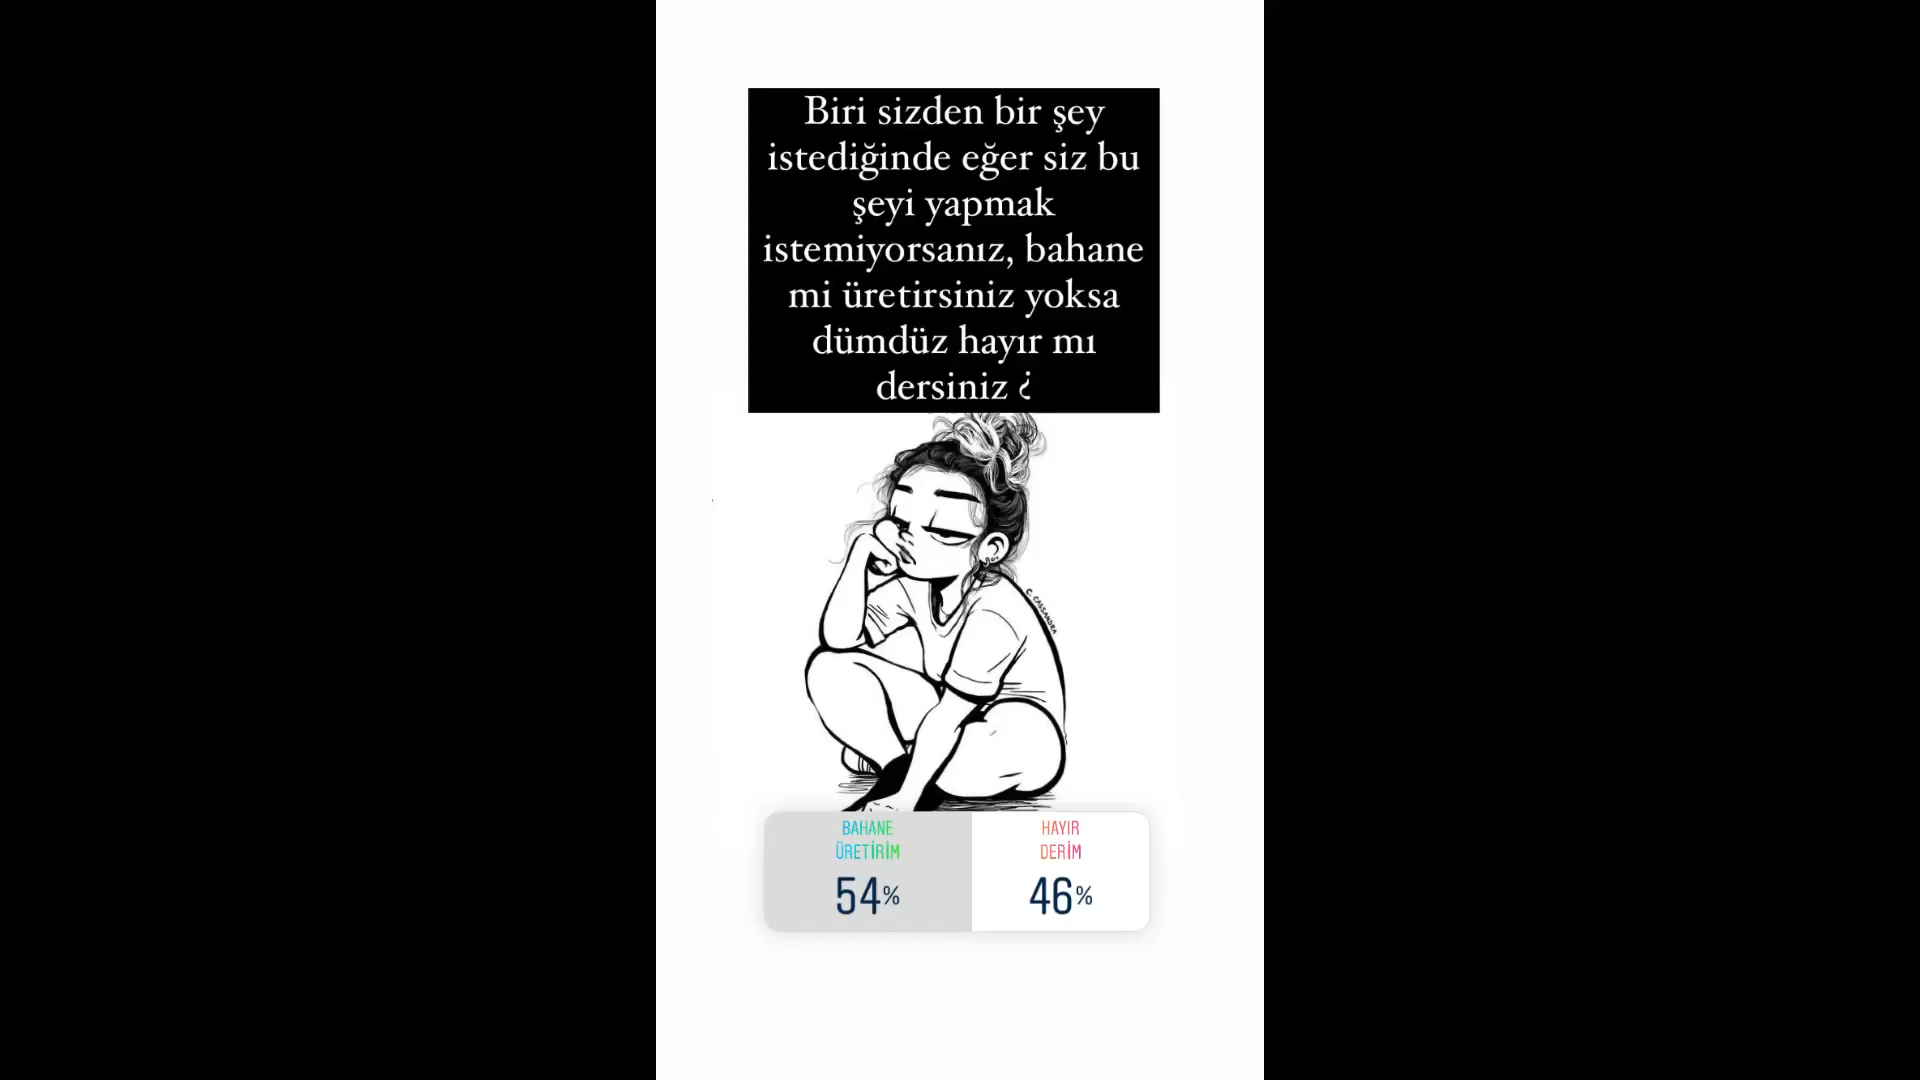 Biri sizden bir şey
istediğinde eğer siz bu
şeyi yapmak
istemiyorsanız, bahane
mi üretirsiniz yoksa
dümdüz hayır mı
dersiniz ¿
C. CASSANDRA
BAHANE
ÜRETİRİM
54%
HAYIR
DERİM
46%